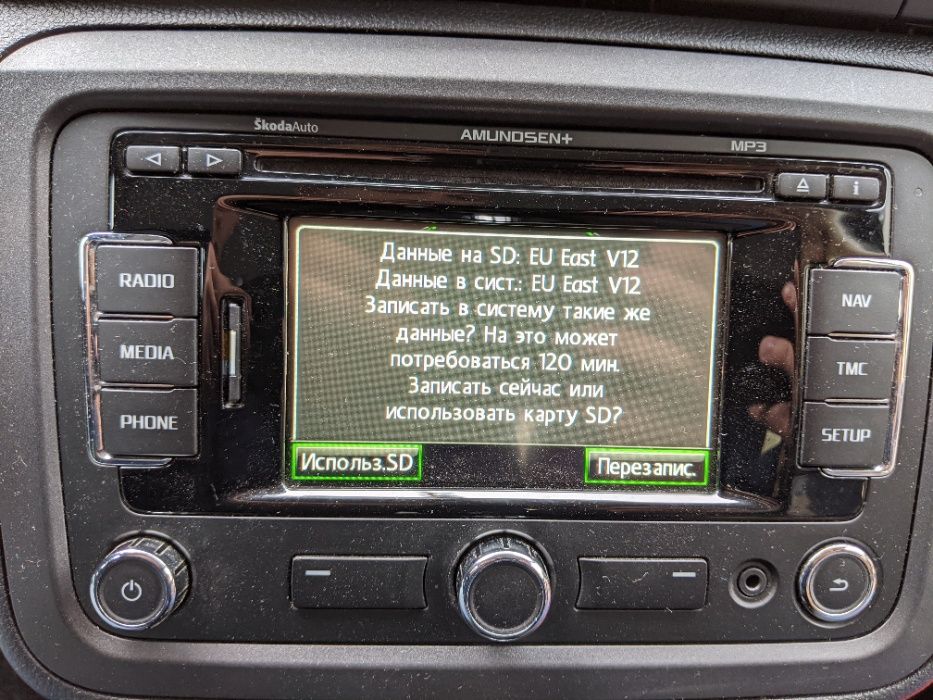 ŠkodaAuto
AMUNDSEN+
MP3
i
RADIO
MEDIA
PHONE
Данные на SD: EU East V12
Данные в сист.: EU East V12
Записать в систему такие же
данные? На это может
потребоваться 120 мин.
Записать сейчас или
использовать карту SD?
Использ.SD
Перезапис.
NAV
TMC
SETUP